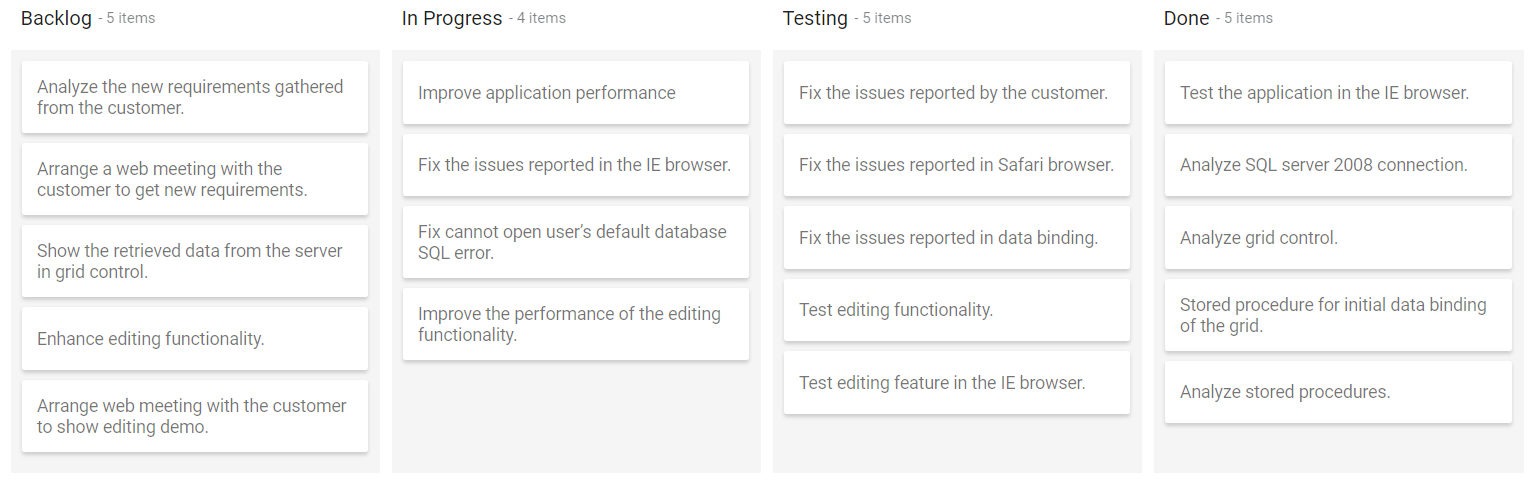 Backlog - 5 items
Analyze the new requirements gathered
from the customer.
Arrange a web meeting with the
customer to get new requirements.
Show the retrieved data from the server
in grid control.
Enhance editing functionality.
Arrange web meeting with the customer
to show editing demo.
In Progress - 4 items
Improve application performance
Fix the issues reported in the IE browser.
Fix cannot open user’s default database
SQL error.
Improve the performance of the editing
functionality.
Testing - 5 items
Fix the issues reported by the customer.
Fix the issues reported in Safari browser.
Fix the issues reported in data binding.
Test editing functionality.
Test editing feature in the IE browser.
Done - 5 items
Test the application in the IE browser.
Analyze SQL server 2008 connection.
Analyze grid control.
Stored procedure for initial data binding
of the grid.
Analyze stored procedures.